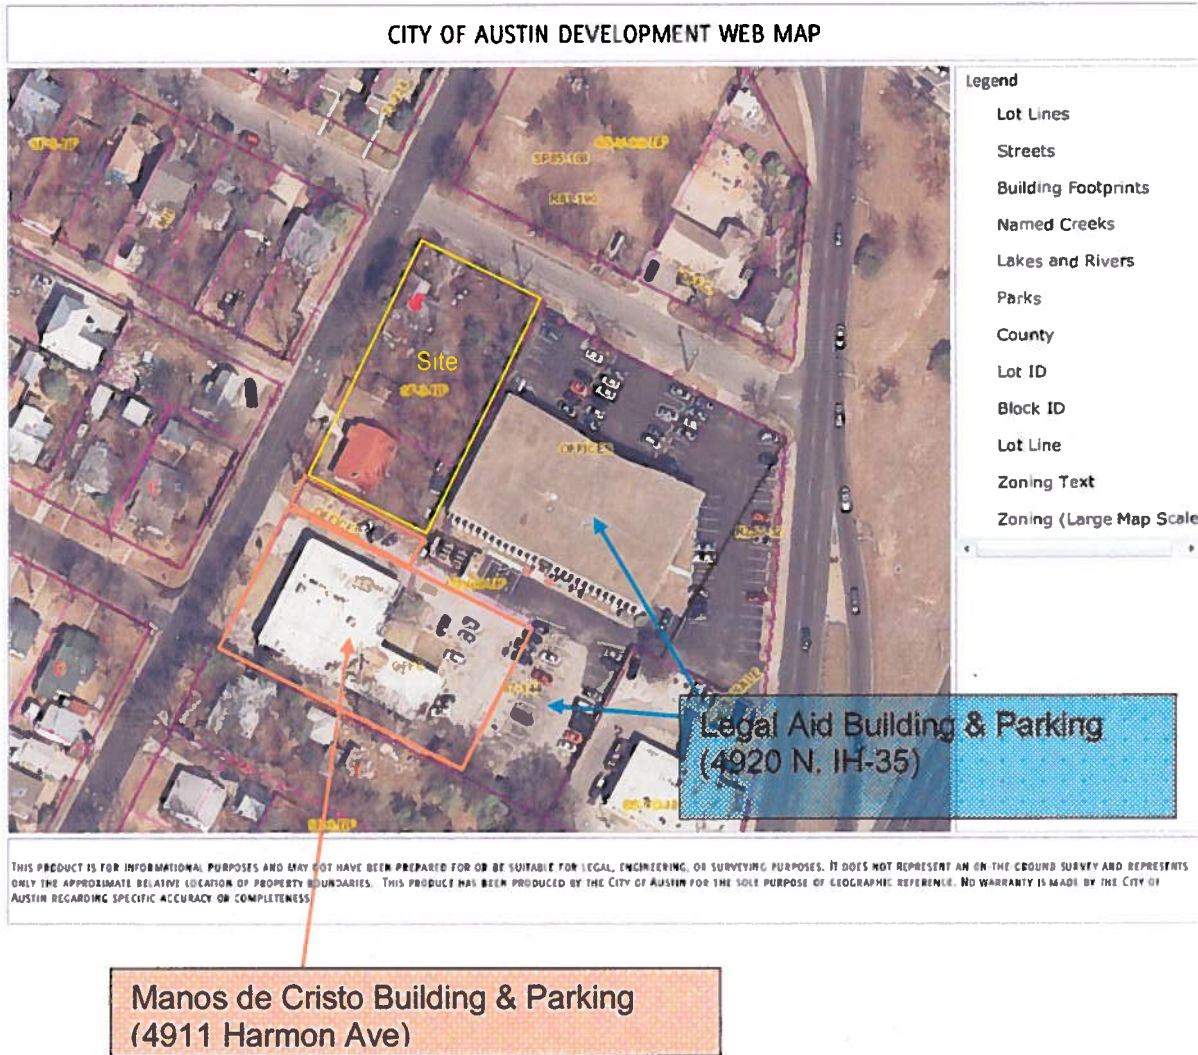 CITY OF AUSTIN DEVELOPMENT WEB MAP
Legend
Lot Lines
Streets
Building Footprints
Named Creeks
Lakes and Rivers
Parks
County
Lot ID
Block ID
Lot Line
Zoning Text
Zoning (Large Map Scale
Site
OFFICES
Legal Aid Building & Parking
(4920 N. IH-35)
THIS PRODUCT IS FOR INFORMATIONAL PURPOSES AND MAY NOT HAVE BEEN PREPARED FOR OR BE SUITABLE FOR LEGAL, ENGINEERING, OR SURVEYING PURPOSES. IT DOES NOT REPRESENT AN ON-THE-GROUND SURVEY AND REPRESENTS
ONLY THE APPROXIMATE RELATIVE LOCATION OF PROPERTY BOUNDARIES. THIS PRODUCT HAS BEEN PRODUCED BY THE CITY OF AUSTIN FOR THE SOLE PURPOSE OF GEOGRAPHIC REFERENCE. NO WARRANTY IS MADE BY THE CITY OF
AUSTIN REGARDING SPECIFIC ACCURACY OR COMPLETENESS
Manos de Cristo Building & Parking
(4911 Harmon Ave)